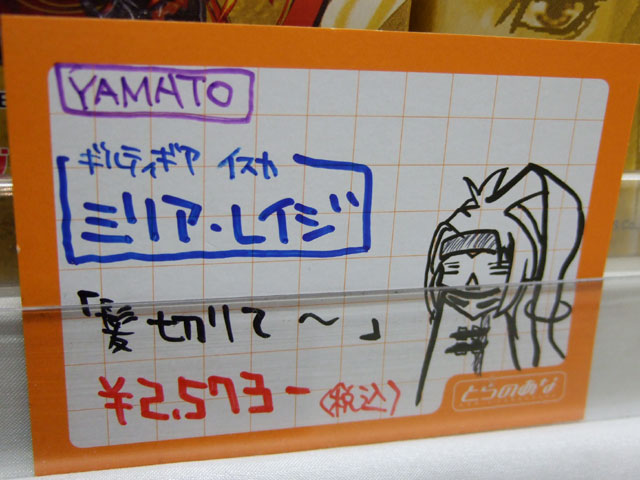 YAMATO
ギルティギア イスカ
ミリア・レイジ
「髪切りて～」
¥2,573-〈税込〉
とらのあな